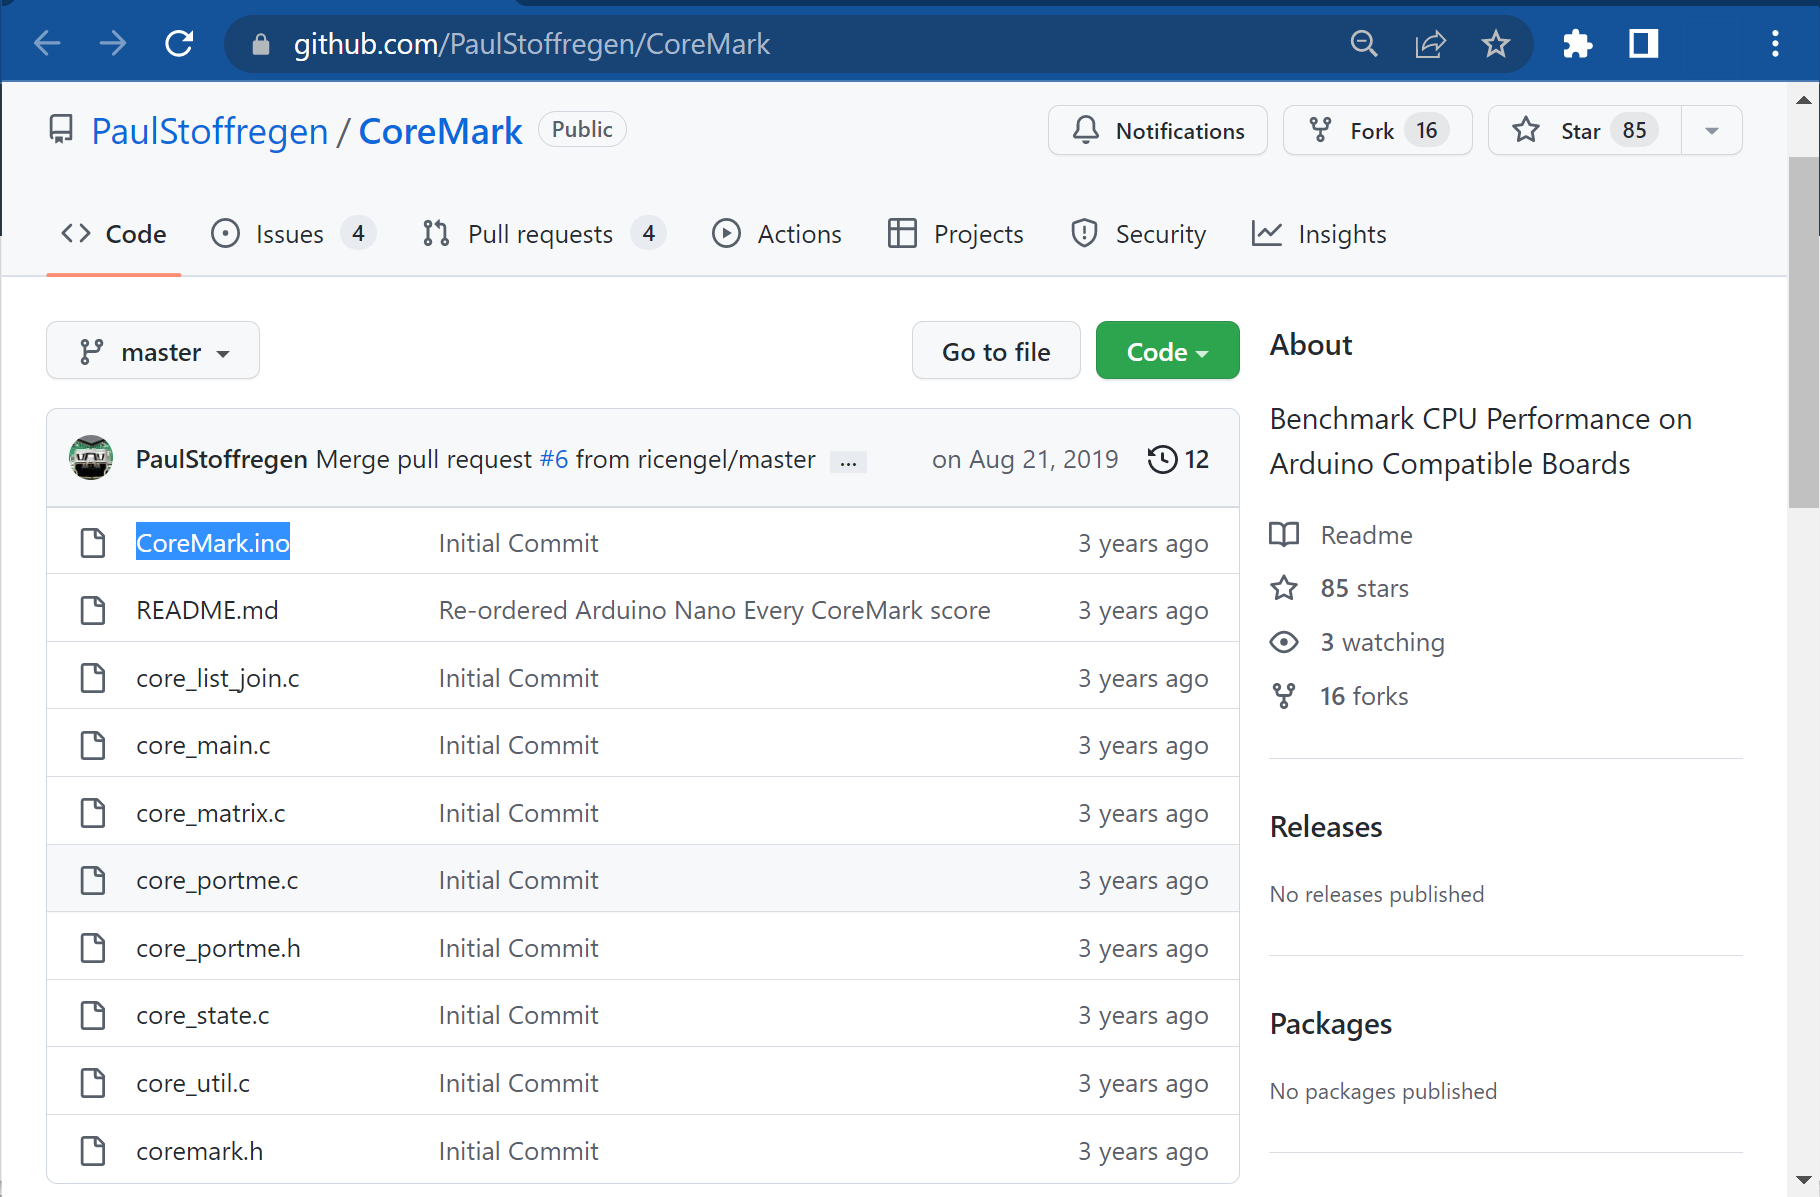 github.com/PaulStoffregen/CoreMark
PaulStoffregen / CoreMark Public
Notifications Fork 16 Star 85
Code Issues 4 Pull requests 4 Actions Projects Security Insights
master Go to file Code
PaulStoffregen Merge pull request #6 from ricengel/master ... on Aug 21, 2019 12
CoreMark.ino Initial Commit 3 years ago
README.md Re-ordered Arduino Nano Every CoreMark score 3 years ago
core_list_join.c Initial Commit 3 years ago
core_main.c Initial Commit 3 years ago
core_matrix.c Initial Commit 3 years ago
core_portme.c Initial Commit 3 years ago
core_portme.h Initial Commit 3 years ago
core_state.c Initial Commit 3 years ago
core_util.c Initial Commit 3 years ago
coremark.h Initial Commit 3 years ago
About
Benchmark CPU Performance on
Arduino Compatible Boards
Readme
85 stars
3 watching
16 forks
Releases
No releases published
Packages
No packages published